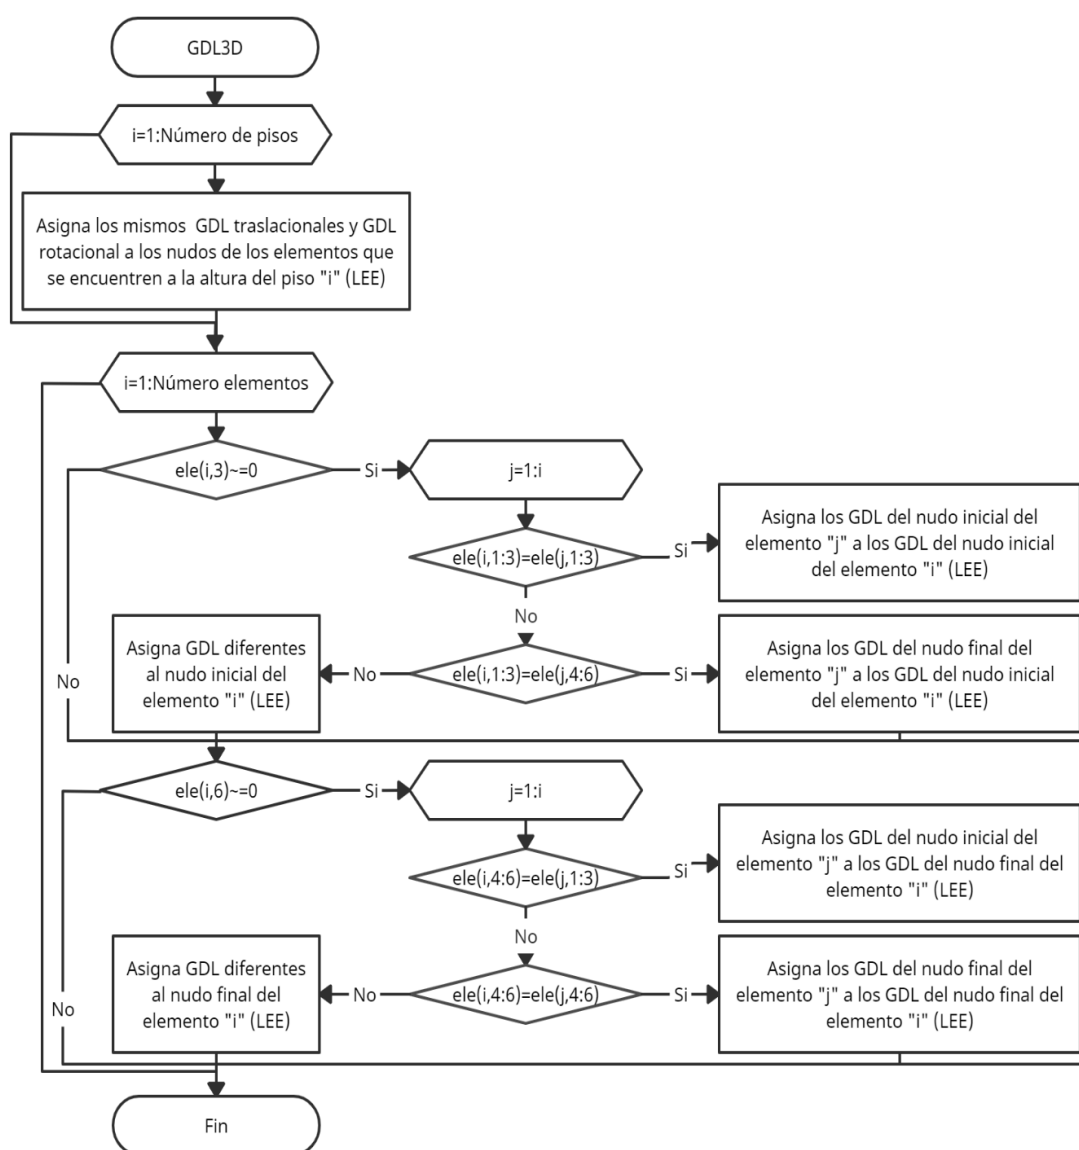 GDL3D
i=1:Número de pisos
Asigna los mismos GDL traslacionales y GDL
rotacional a los nudos de los elementos que
se encuentren a la altura del piso "i" (LEE)
i=1:Número elementos
ele(i,3)~=0
Si
j=1:i
ele(i,1:3)=ele(j,1:3)
Si
Asigna los GDL del nudo inicial del
elemento "j" a los GDL del nudo inicial
del elemento "i" (LEE)
No
ele(i,1:3)=ele(j,4:6)
Si
Asigna los GDL del nudo final del
elemento "j" a los GDL del nudo inicial
del elemento "i" (LEE)
No
Asigna GDL diferentes
al nudo inicial del
elemento "i" (LEE)
No
ele(i,6)~=0
Si
j=1:i
ele(i,4:6)=ele(j,1:3)
Si
Asigna los GDL del nudo inicial del
elemento "j" a los GDL del nudo final del
elemento "i" (LEE)
No
ele(i,4:6)=ele(j,4:6)
Si
Asigna los GDL del nudo final del
elemento "j" a los GDL del nudo final del
elemento "i" (LEE)
No
Asigna GDL diferentes
al nudo final del
elemento "i" (LEE)
No
Fin